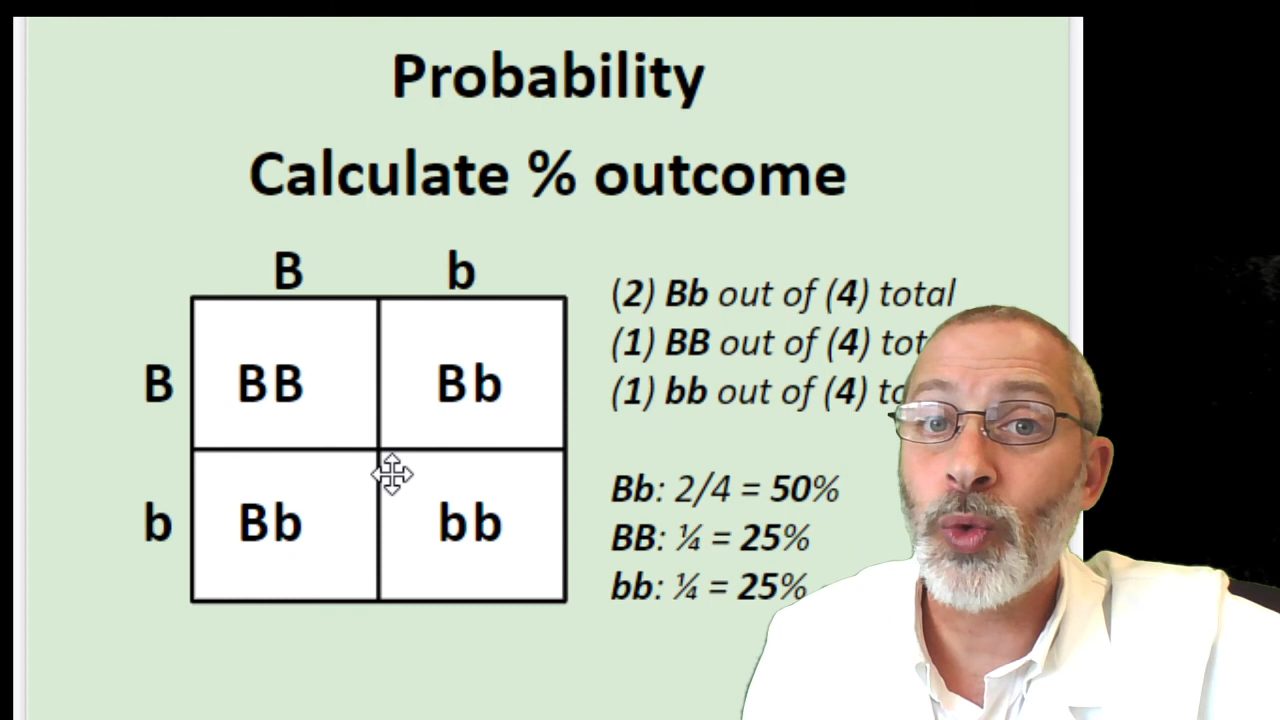 Probability
Calculate % outcome
B b
B BB Bb
b Bb bb
(2) Bb out of (4) total
(1) BB out of (4)
(1) bb out of (4)
Bb: 2/4 = 50%
BB: ¼ = 25%
bb: ¼ = 25%